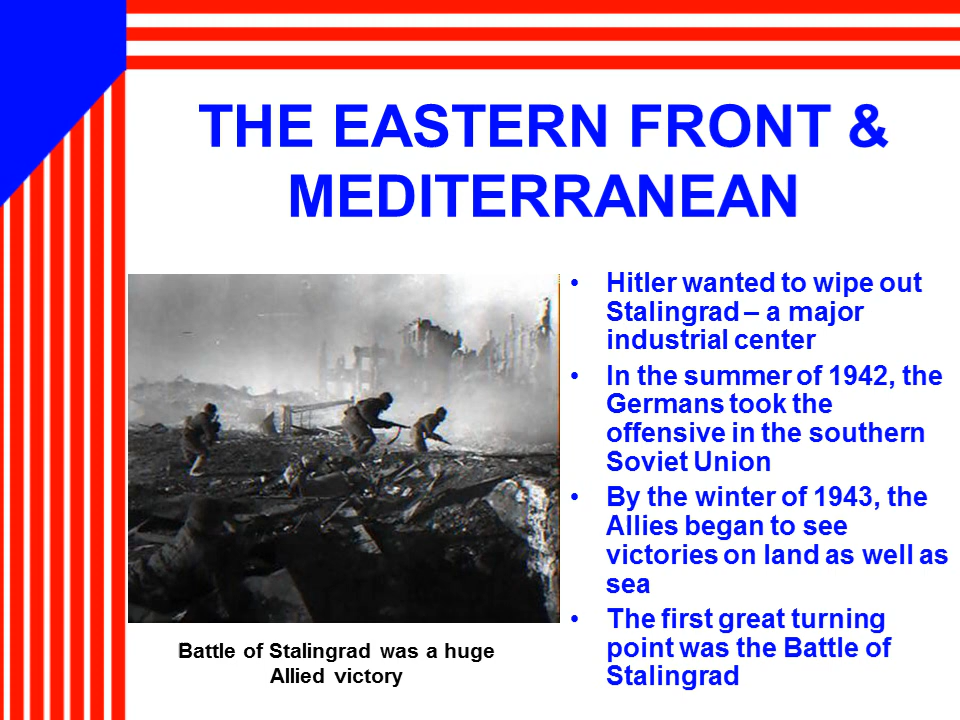 THE EASTERN FRONT &
MEDITERRANEAN
• Hitler wanted to wipe out
Stalingrad – a major
industrial center
• In the summer of 1942, the
Germans took the
offensive in the southern
Soviet Union
• By the winter of 1943, the
Allies began to see
victories on land as well as
sea
• The first great turning
point was the Battle of
Stalingrad
Battle of Stalingrad was a huge
Allied victory